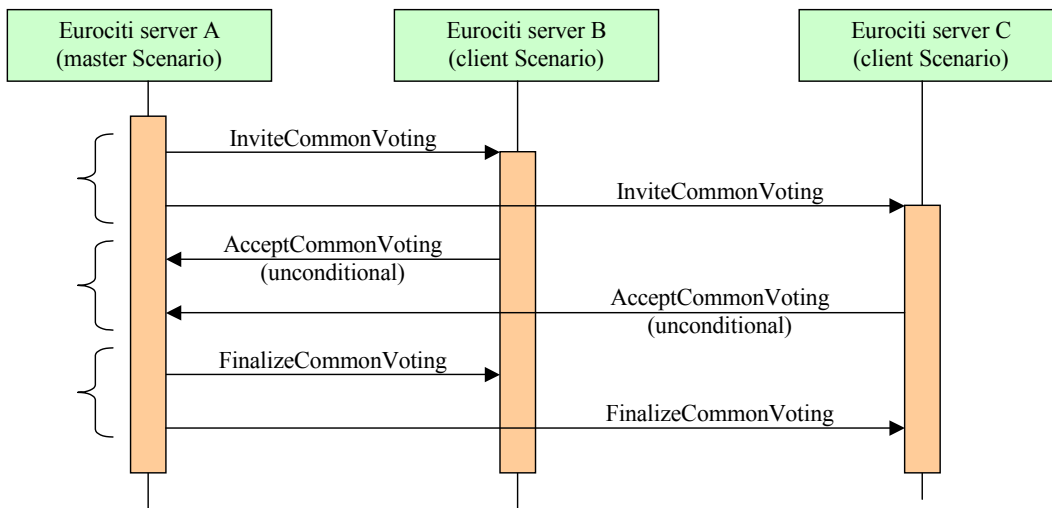 Eurociti server A
(master Scenario)
Eurociti server B
(client Scenario)
Eurociti server C
(client Scenario)
InviteCommonVoting
InviteCommonVoting
AcceptCommonVoting
(unconditional)
AcceptCommonVoting
(unconditional)
FinalizeCommonVoting
FinalizeCommonVoting